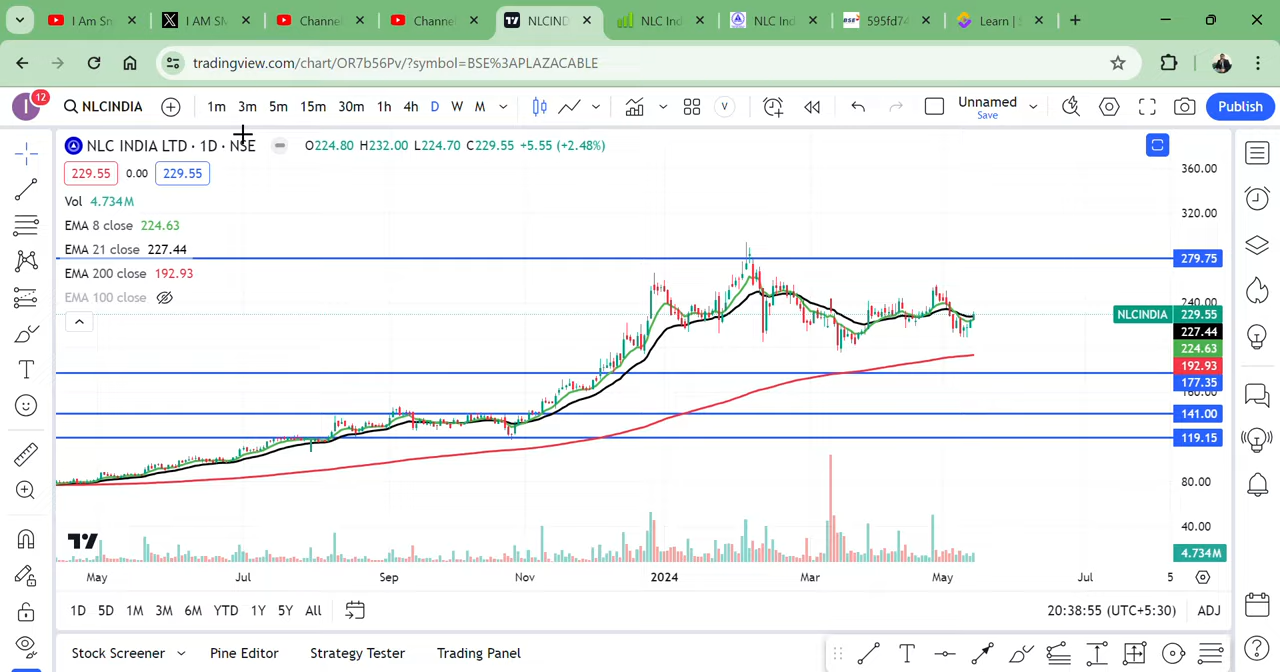 I Am Sn
I AM SM
Channe
Channe
NLCIND
NLC Ind
NLC Ind
BSE
595fd74
Learn |
tradingview.com/chart/OR7b56Pv/?symbol=BSE%3APLAZACABLE
I 12 NLCINDIA 1m 3m 5m 15m 30m 1h 4h D W M V Unnamed Save Publish
NLC INDIA LTD · 1D · NSE O224.80 H232.00 L224.70 C229.55 +5.55 (+2.48%)
229.55 0.00 229.55
Vol 4.734M
EMA 8 close 224.63
EMA 21 close 227.44
EMA 200 close 192.93
EMA 100 close
360.00
320.00
279.75
240.00
NLCINDIA 229.55
227.44
224.63
192.93
177.35
160.00
141.00
119.15
80.00
40.00
4.734M
May Jul Sep Nov 2024 Mar May Jul 5
1D 5D 1M 3M 6M YTD 1Y 5Y All 20:38:55 (UTC+5:30) ADJ
Stock Screener Pine Editor Strategy Tester Trading Panel